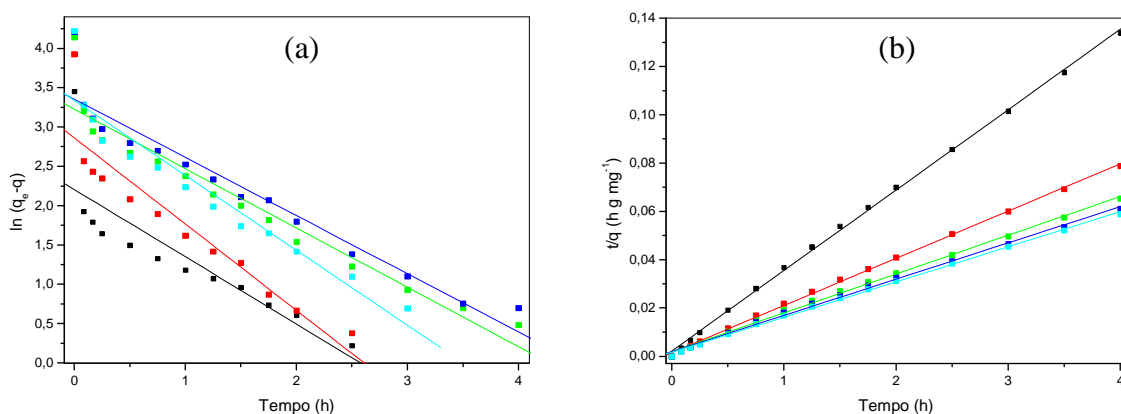 (a)
ln (qe-q)
4,0
3,5
3,0
2,5
2,0
1,5
1,0
0,5
0,0
0 1 2 3 4
Tempo (h)
(b)
t/q (h g mg-1)
0,14
0,12
0,10
0,08
0,06
0,04
0,02
0,00
0 1 2 3 4
Tempo (h)